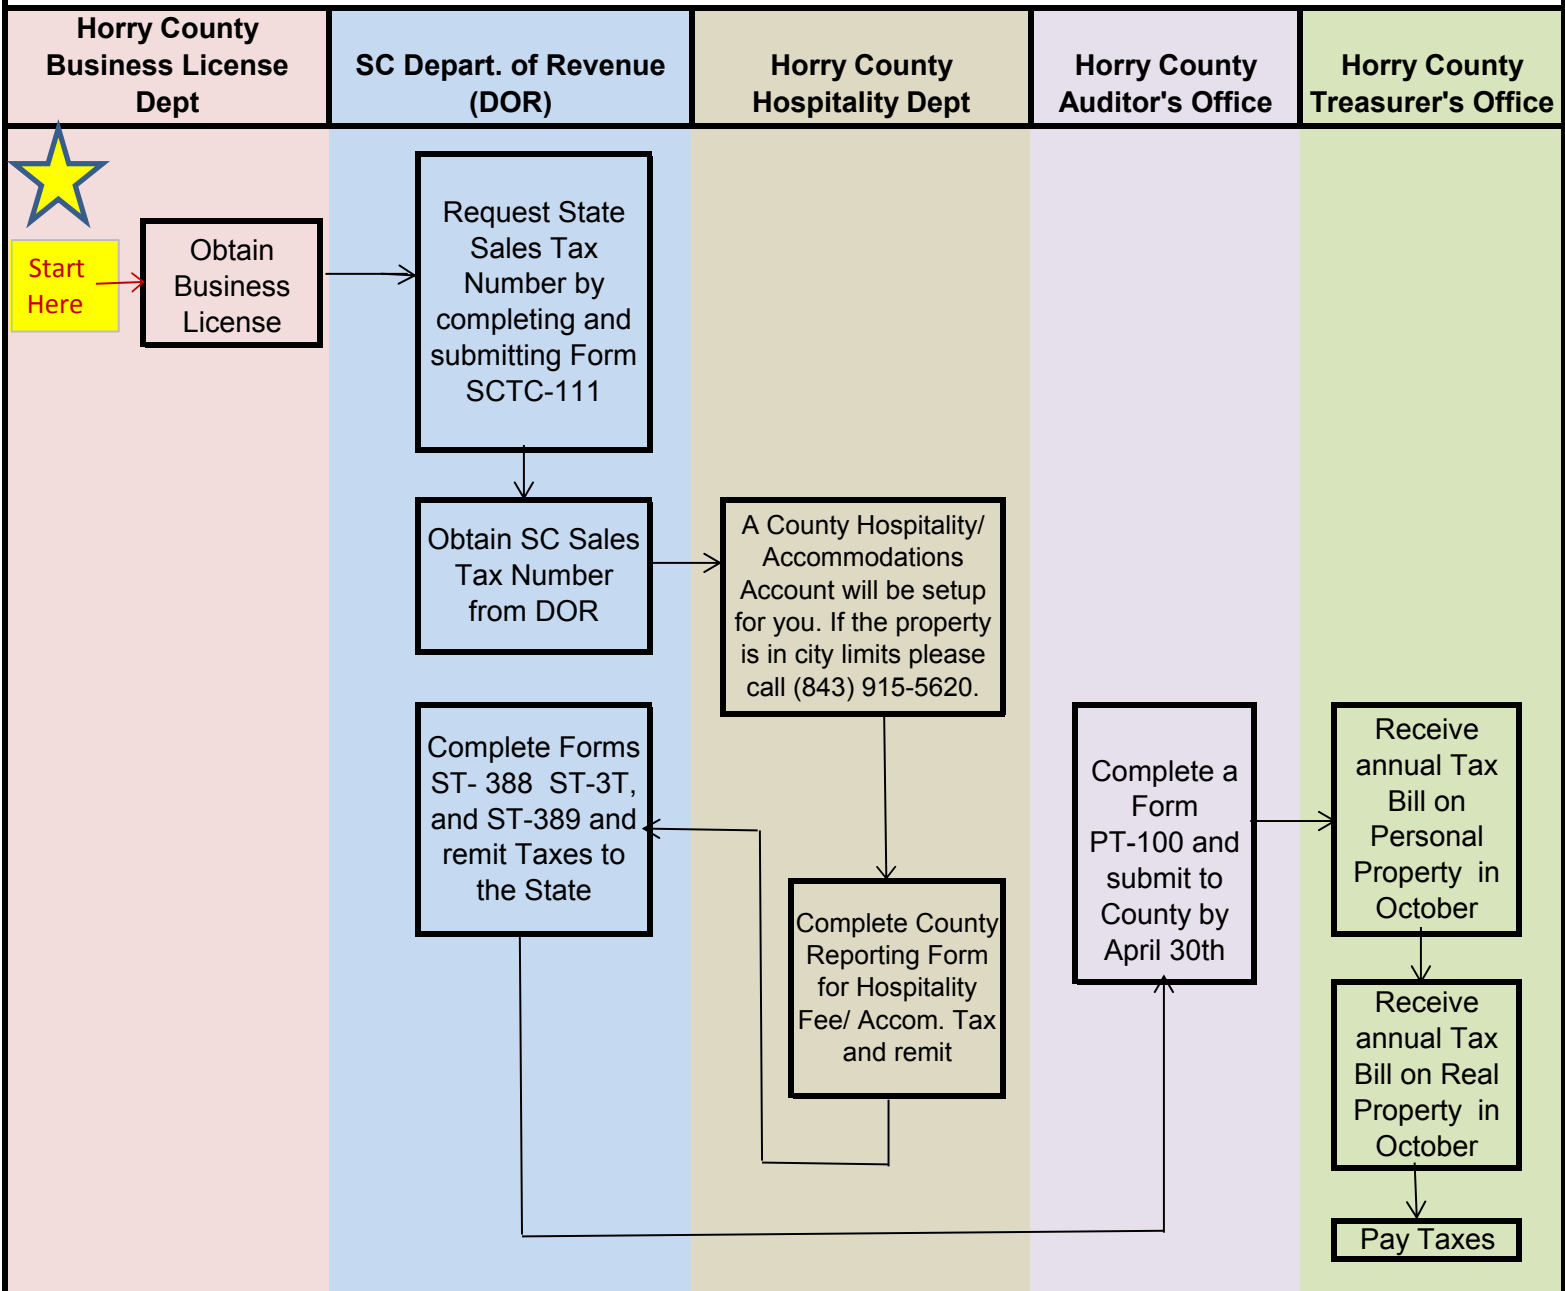 Horry County
Business License
Dept
SC Depart. of Revenue
(DOR)
Horry County
Hospitality Dept
Horry County
Auditor's Office
Horry County
Treasurer's Office
Start
Here
Obtain
Business
License
Request State
Sales Tax
Number by
completing and
submitting Form
SCTC-111
Obtain SC Sales
Tax Number
from DOR
A County Hospitality/
Accommodations
Account will be setup
for you. If the property
is in city limits please
call (843) 915-5620.
Complete County
Reporting Form
for Hospitality
Fee/ Accom. Tax
and remit
Complete Forms
ST- 388  ST-3T,
and ST-389 and
remit Taxes to
the State
Complete a
Form
PT-100 and
submit to
County by
April 30th
Receive
annual Tax
Bill on
Personal
Property  in
October
Receive
annual Tax
Bill on Real
Property  in
October
Pay Taxes